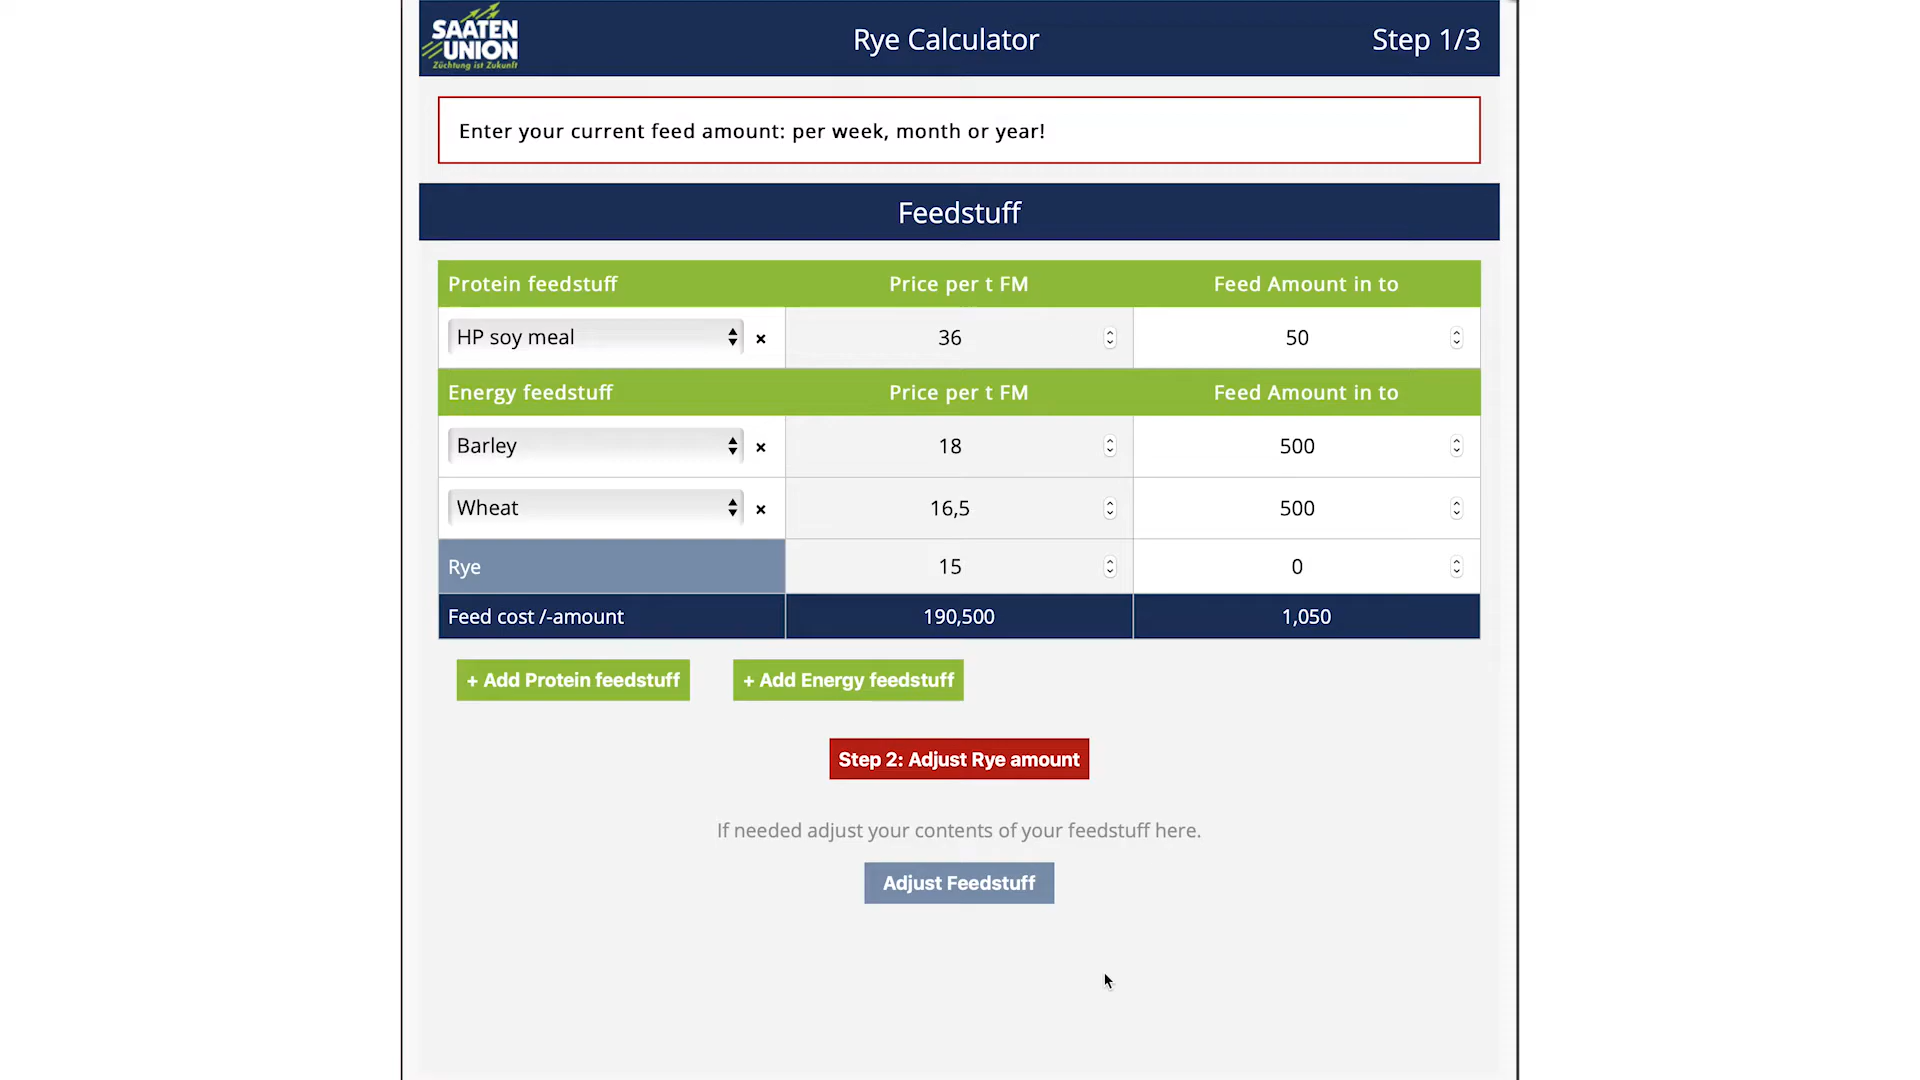 SAATEN
UNION
Züchtung ist Zukunft
Rye Calculator
Step 1/3
Enter your current feed amount: per week, month or year!
Feedstuff
Protein feedstuff Price per t FM Feed Amount in to
HP soy meal × 36 50
Energy feedstuff Price per t FM Feed Amount in to
Barley × 18 500
Wheat × 16,5 500
Rye 15 0
Feed cost /-amount 190,500 1,050
+ Add Protein feedstuff + Add Energy feedstuff
Step 2: Adjust Rye amount
If needed adjust your contents of your feedstuff here.
Adjust Feedstuff